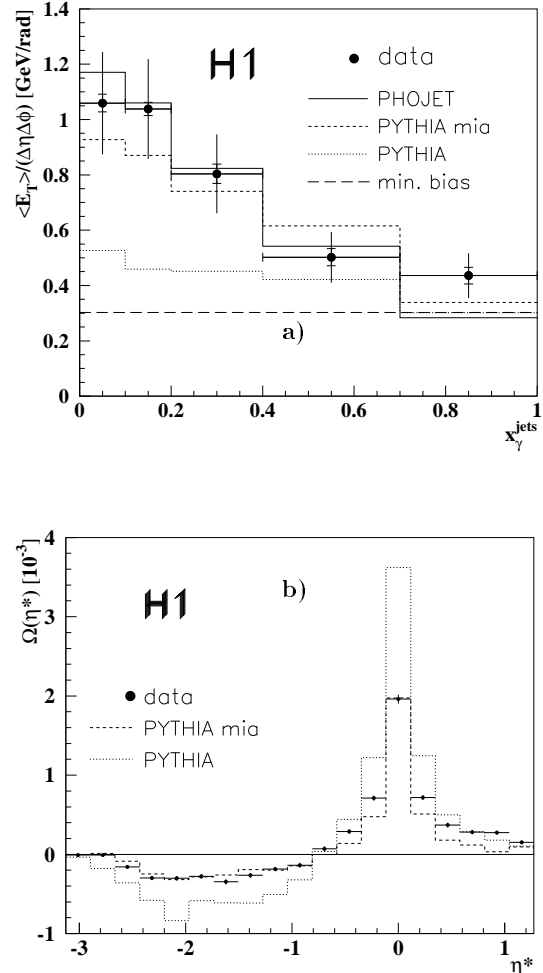 <E_T>/(ΔηΔφ) [GeV/rad]
1.4
1.2
1
0.8
0.6
0.4
0.2
0
H1
data
PHOJET
PYTHIA mia
PYTHIA
min. bias
a)
0 0.2 0.4 0.6 0.8 1
x_γ^jets
Ω(η*) [10^-3]
4
3
2
1
0
-1
H1
b)
data
PYTHIA mia
PYTHIA
-3 -2 -1 0 1
η*